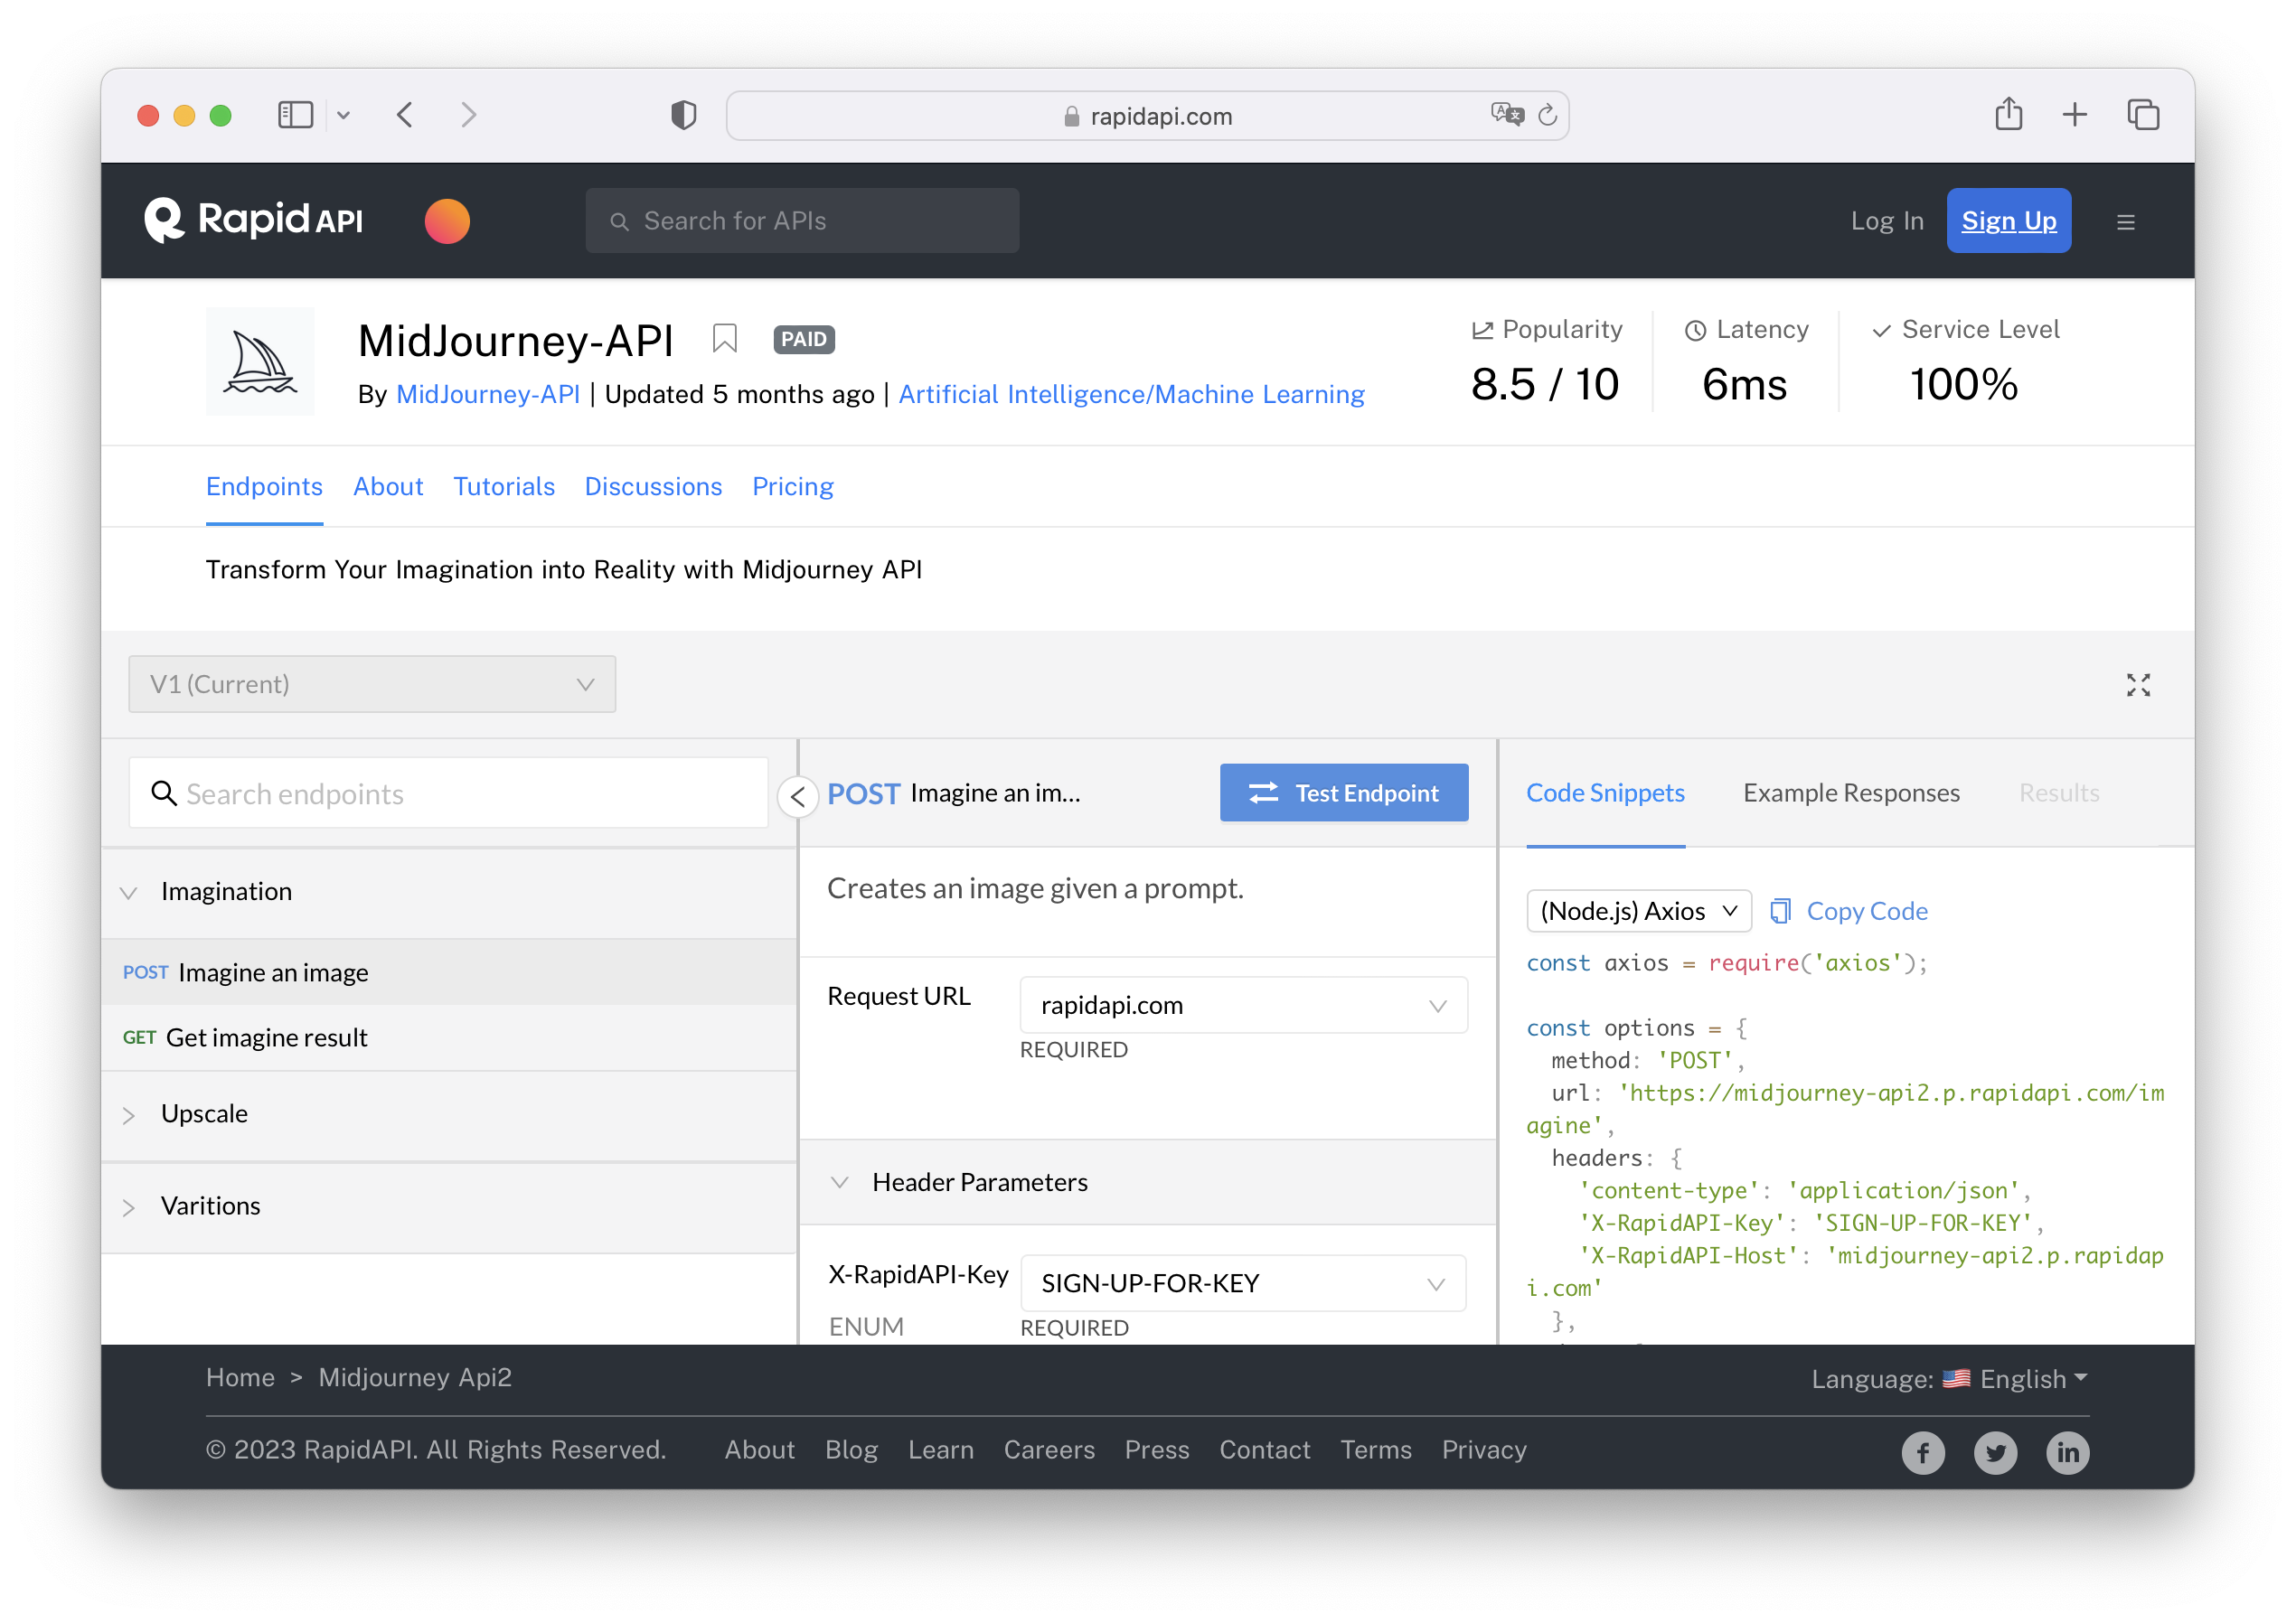 rapidapi.com
Rapid API
Search for APIs
Log In
Sign Up
MidJourney-API
PAID
By MidJourney-API | Updated 5 months ago | Artificial Intelligence/Machine Learning
Popularity
8.5 / 10
Latency
6ms
Service Level
100%
Endpoints
About
Tutorials
Discussions
Pricing
Transform Your Imagination into Reality with Midjourney API
V1 (Current)
Search endpoints
Imagination
POST Imagine an image
GET Get imagine result
Upscale
Varitions
POST Imagine an im...
Test Endpoint
Creates an image given a prompt.
Request URL
rapidapi.com
REQUIRED
Header Parameters
X-RapidAPI-Key
SIGN-UP-FOR-KEY
ENUM
REQUIRED
Code Snippets
Example Responses
Results
(Node.js) Axios
Copy Code
const axios = require('axios');
const options = {
method: 'POST',
url: 'https://midjourney-api2.p.rapidapi.com/im
agine',
headers: {
'content-type': 'application/json',
'X-RapidAPI-Key': 'SIGN-UP-FOR-KEY',
'X-RapidAPI-Host': 'midjourney-api2.p.rapidap
i.com'
},
Home > Midjourney Api2
Language: English
© 2023 RapidAPI. All Rights Reserved.
About
Blog
Learn
Careers
Press
Contact
Terms
Privacy